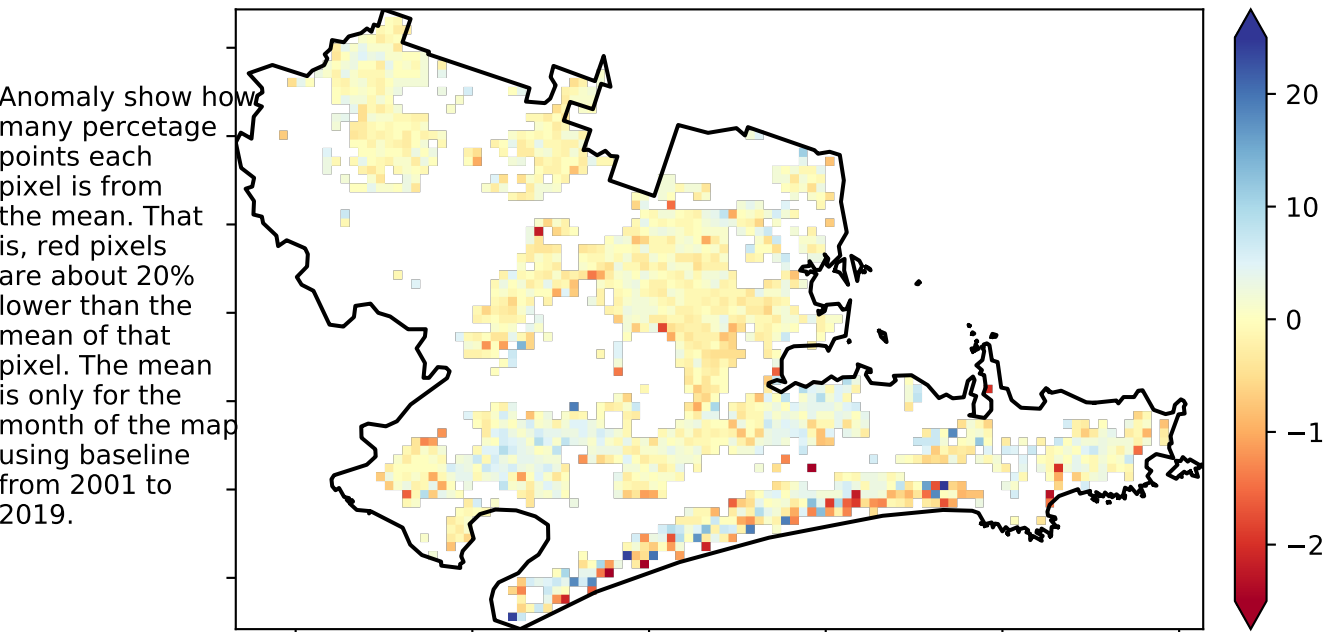 Anomaly show how
many percetage
points each
pixel is from
the mean. That
is, red pixels
are about 20%
lower than the
mean of that
pixel. The mean
is only for the
month of the map
using baseline
from 2001 to
2019.
20
10
0
−1
−2